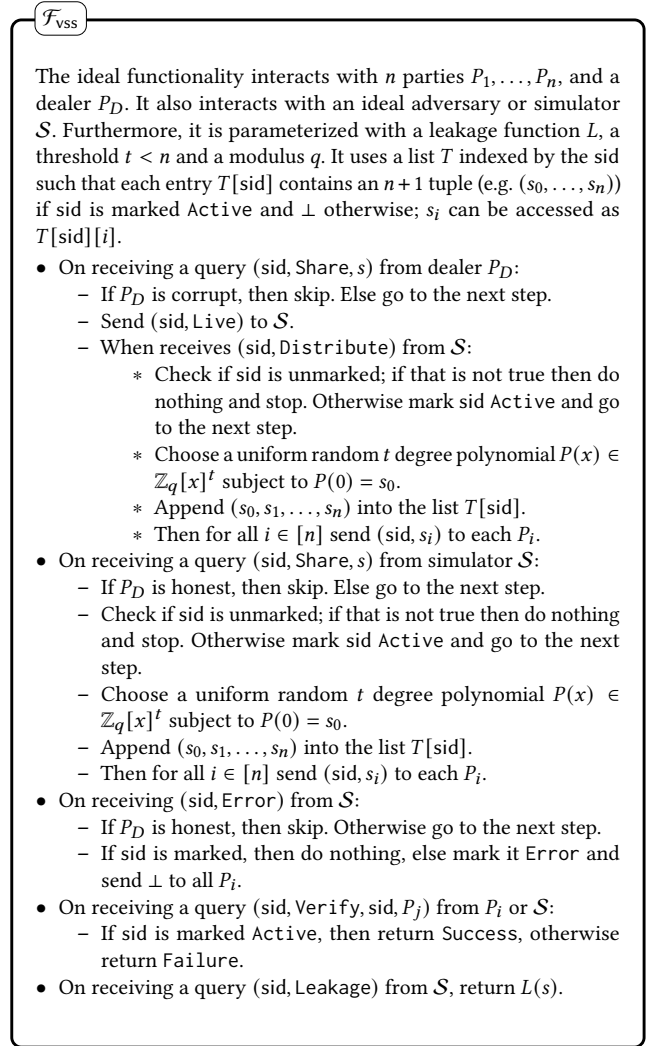 𝓕vss
The ideal functionality interacts with n parties P₁, . . . , Pₙ, and a
dealer P_D. It also interacts with an ideal adversary or simulator
𝒮. Furthermore, it is parameterized with a leakage function L, a
threshold t < n and a modulus q. It uses a list T indexed by the sid
such that each entry T[sid] contains an n + 1 tuple (e.g. (s₀, . . . , sₙ))
if sid is marked Active and ⊥ otherwise; sᵢ can be accessed as
T[sid][i].
• On receiving a query (sid, Share, s) from dealer P_D:
– If P_D is corrupt, then skip. Else go to the next step.
– Send (sid, Live) to 𝒮.
– When receives (sid, Distribute) from 𝒮:
∗ Check if sid is unmarked; if that is not true then do
nothing and stop. Otherwise mark sid Active and go
to the next step.
∗ Choose a uniform random t degree polynomial P(x) ∈
ℤ_q[x]ᵗ subject to P(0) = s₀.
∗ Append (s₀, s₁, . . . , sₙ) into the list T[sid].
∗ Then for all i ∈ [n] send (sid, sᵢ) to each Pᵢ.
• On receiving a query (sid, Share, s) from simulator 𝒮:
– If P_D is honest, then skip. Else go to the next step.
– Check if sid is unmarked; if that is not true then do nothing
and stop. Otherwise mark sid Active and go to the next
step.
– Choose a uniform random t degree polynomial P(x) ∈
ℤ_q[x]ᵗ subject to P(0) = s₀.
– Append (s₀, s₁, . . . , sₙ) into the list T[sid].
– Then for all i ∈ [n] send (sid, sᵢ) to each Pᵢ.
• On receiving (sid, Error) from 𝒮:
– If P_D is honest, then skip. Otherwise go to the next step.
– If sid is marked, then do nothing, else mark it Error and
send ⊥ to all Pᵢ.
• On receiving a query (sid, Verify, sid, Pⱼ) from Pᵢ or 𝒮:
– If sid is marked Active, then return Success, otherwise
return Failure.
• On receiving a query (sid, Leakage) from 𝒮, return L(s).